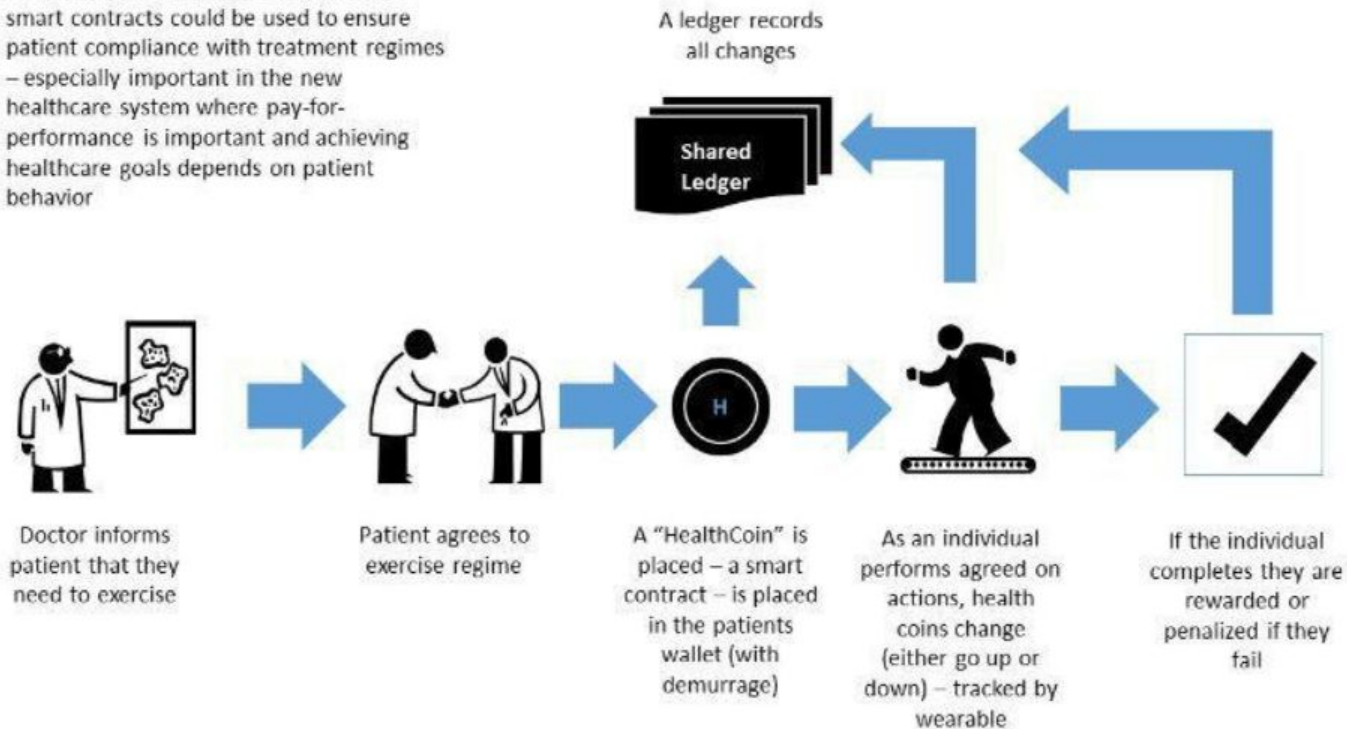 smart contracts could be used to ensure
patient compliance with treatment regimes
– especially important in the new
healthcare system where pay-for-
performance is important and achieving
healthcare goals depends on patient
behavior
A ledger records
all changes
Shared
Ledger
H
Doctor informs
patient that they
need to exercise
Patient agrees to
exercise regime
A “HealthCoin” is
placed – a smart
contract – is placed
in the patients
wallet (with
demurrage)
As an individual
performs agreed on
actions, health
coins change
(either go up or
down) – tracked by
wearable
If the individual
completes they are
rewarded or
penalized if they
fail